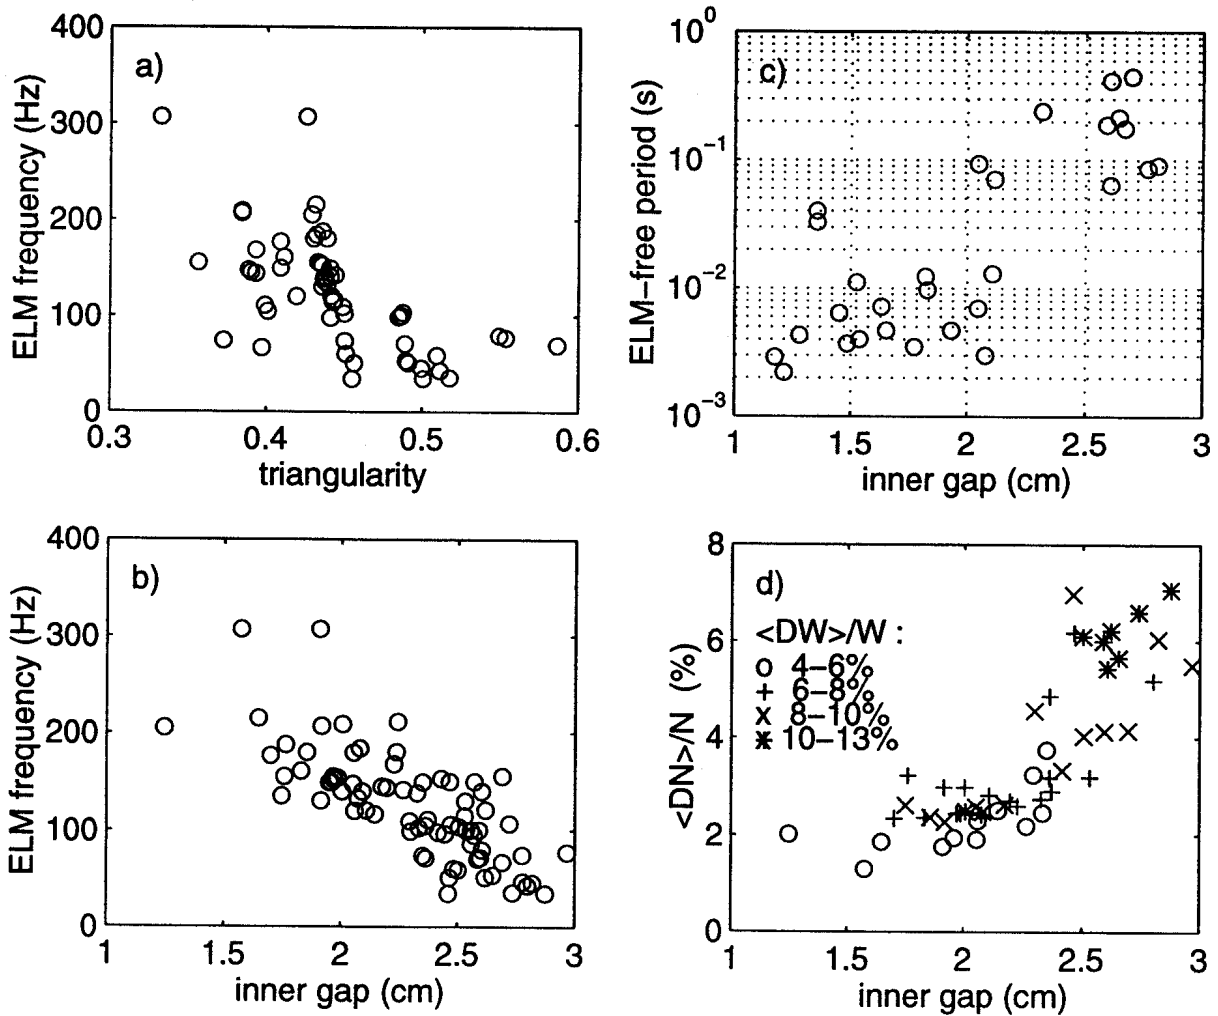 400
300
200
100
0
0.3 0.4 0.5 0.6
ELM frequency (Hz)
triangularity
a)
10^0
10^-1
10^-2
10^-3
1 1.5 2 2.5 3
ELM-free period (s)
inner gap (cm)
c)
400
300
200
100
0
1 1.5 2 2.5 3
ELM frequency (Hz)
inner gap (cm)
b)
8
6
4
2
0
1 1.5 2 2.5 3
<DN>/N (%)
inner gap (cm)
d)
<DW>/W :
o 4–6%
+ 6–8%
× 8–10%
* 10–13%